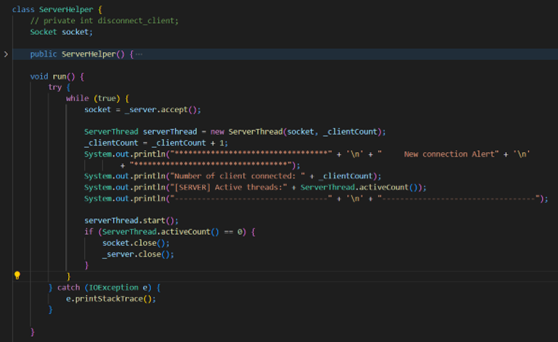 class ServerHelper {
    // private int disconnect_client;
    Socket socket;
    public ServerHelper() {…
    void run() {
        try {
            while (true) {
                socket = _server.accept();
                ServerThread serverThread = new ServerThread(socket, _clientCount);
                _clientCount = _clientCount + 1;
                System.out.println("**********************************" + '\n' + "    New connection Alert" + '\n'
                        + "**********************************");
                System.out.println("Number of client connected: " + _clientCount);
                System.out.println("[SERVER] Active threads:" + ServerThread.activeCount());
                System.out.println("----------------------------------" + '\n' + "----------------------------------");
                serverThread.start();
                if (ServerThread.activeCount() == 0) {
                    socket.close();
                    _server.close();
                }
            }
        } catch (IOException e) {
            e.printStackTrace();
        }
    }